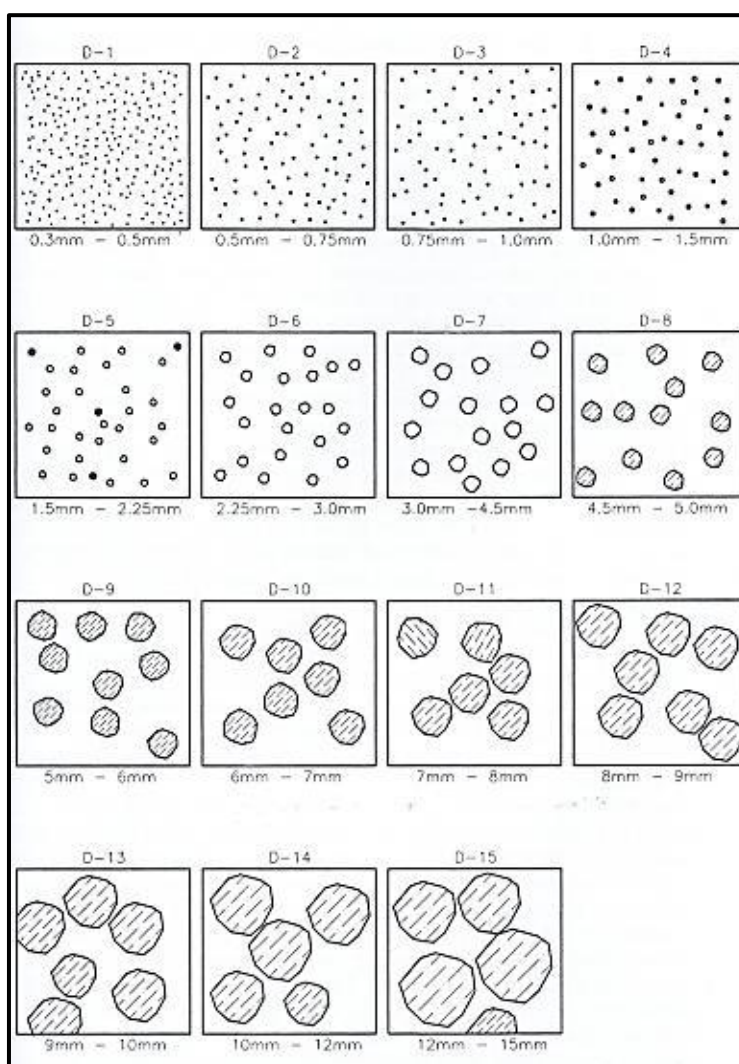 D-1 D-2 D-3 D-4
0.3mm - 0.5mm 0.5mm - 0.75mm 0.75mm - 1.0mm 1.0mm - 1.5mm
D-5 D-6 D-7 D-8
1.5mm - 2.25mm 2.25mm - 3.0mm 3.0mm -4.5mm 4.5mm - 5.0mm
D-9 D-10 D-11 D-12
5mm - 6mm 6mm - 7mm 7mm - 8mm 8mm - 9mm
D-13 D-14 D-15
9mm - 10mm 10mm - 12mm 12mm - 15mm